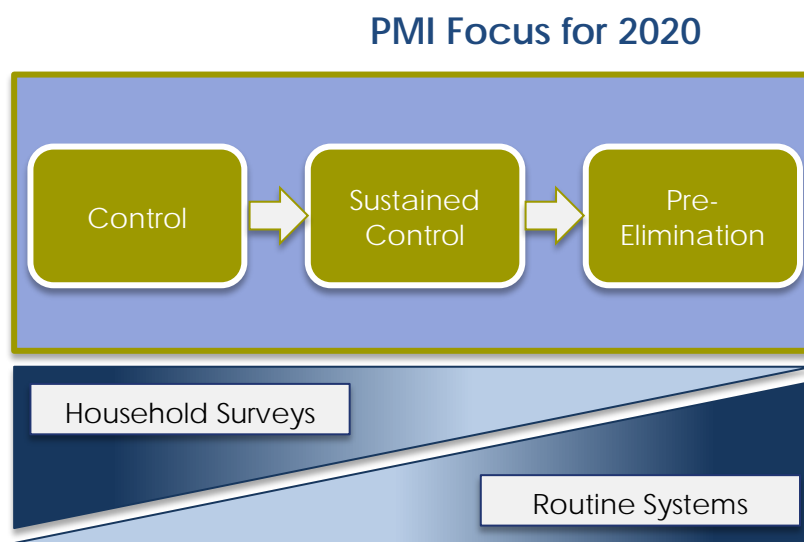 PMI Focus for 2020
Control
Sustained
Control
Pre-
Elimination
Household Surveys
Routine Systems